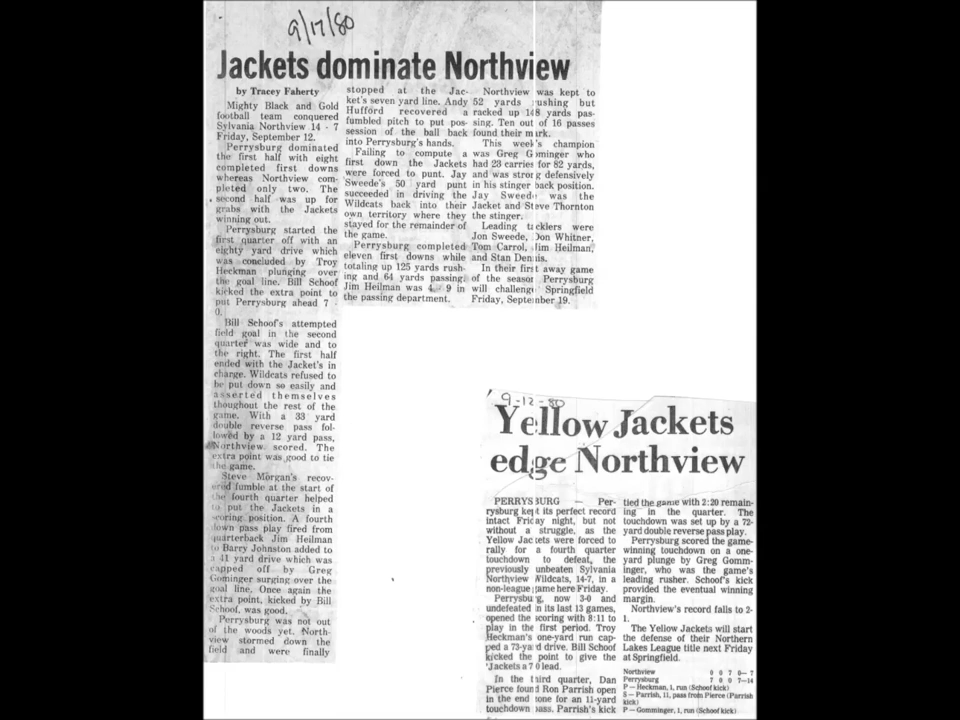 9/17/80
Jackets dominate Northview
by Tracey Faherty
Mighty Black and Gold
football team conquered
Sylvania Northview 14 - 7
Friday, September 12.
Perrysburg dominated
the first half with eight
completed first downs
whereas Northview com-
pleted only two. The
second half was up for
grabs with the Jackets
winning out.
Perrysburg started the
first quarter off with an
eighty yard drive which
was concluded by Troy
Heckman plunging over
the goal line. Bill Schoof
kicked the extra point to
put Perrysburg ahead 7 -
0.
Bill Schoof's attempted
field goal in the second
quarter was wide and to
the right. The first half
ended with the Jacket's in
change. Wildcats refused to
be put down so easily and
asserted themselves
thoughout the rest of the
game. With a 33 yard
double reverse pass fol-
lowed by a 12 yard pass,
Northview scored. The
extra point was good to tie
the game.
Steve Morgan's recov-
ered fumble at the start of
the fourth quarter helped
to put the Jackets in a
scoring position. A fourth
down pass play fired from
quarterback Jim Heilman
to Barry Johnston added to
a 41 yard drive which was
capped off by Greg
Gominger surging over the
goal line. Once again the
extra point, kicked by Bill
Schoof, was good.
Perrysburg was not out
of the woods yet. North-
view stormed down the
field and were finally
stopped at the Jac-
ket's seven yard line. Andy
Hufford recovered a
fumbled pitch to put pos-
session of the ball back
into Perrysburg's hands.
Failing to compute a
first down the Jackets
were forced to punt. Jay
Sweede's 50 yard punt
succeeded in driving the
Wildcats back into their
own territory where they
stayed for the remainder of
the game.
Perrysburg completed
eleven first downs while
totaling up 125 yards rush-
ing and 64 yards passing.
Jim Heilman was 4 - 9 in
the passing department.
Northview was kept to
52 yards rushing but
racked up 148 yards pas-
sing. Ten out of 16 passes
found their mark.
This week's champion
was Greg Gominger who
had 23 carries for 82 yards,
and was strong defensively
in his stinger back position.
Jay Sweede was the
Jacket and Steve Thornton
the stinger.
Leading tacklers were
Jon Sweede, Don Whitner,
Tom Carrol, Jim Heilman,
and Stan Dennis.
In their first away game
of the season Perrysburg
will challenge Springfield
Friday, September 19.
9-12-80
Yellow Jackets
edge Northview
PERRYSBURG — Per-
rysburg kept its perfect record
intact Friday night, but not
without a struggle, as the
Yellow Jackets were forced to
rally for a fourth quarter
touchdown to defeat, the
previously unbeaten Sylvania
Northview Wildcats, 14-7, in a
non-league game here Friday.
Perrysburg, now 3-0 and
undefeated in its last 13 games,
opened the scoring with 8:11 to
play in the first period. Troy
Heckman's one-yard run cap-
ped a 73-yard drive. Bill Schoof
kicked the point to give the
Jackets a 7 0 lead.
In the third quarter, Dan
Pierce found Ron Parrish open
in the end zone for an 11-yard
touchdown pass. Parrish's kick
tied the game with 2:20 remain-
ing in the quarter. The
touchdown was set up by a 72-
yard double reverse pass play.
Perrysburg scored the game-
winning touchdown on a one-
yard plunge by Greg Gomm-
inger, who was the game's
leading rusher. Schoof's kick
provided the eventual winning
margin.
Northview's record falls to 2-
1.
The Yellow Jackets will start
the defense of their Northern
Lakes League title next Friday
at Springfield.
Northview 0 0 7 0— 7
Perrysburg 7 0 0 7—14
P — Heckman, 1, run (Schoof kick)
S — Parrish, 11, pass from Pierce (Parrish
kick)
P — Gomminger, 1, run (Schoof kick)